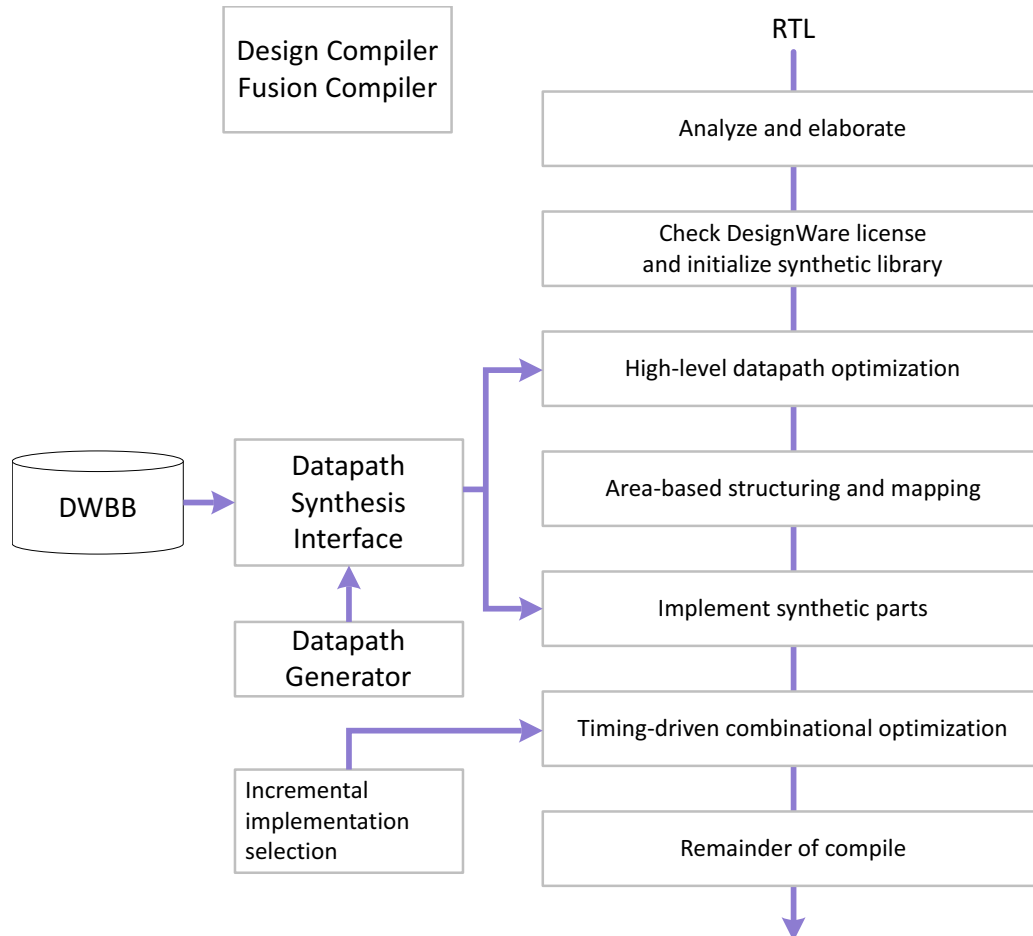 Design Compiler
Fusion Compiler
RTL
Analyze and elaborate
Check DesignWare license
and initialize synthetic library
High-level datapath optimization
DWBB
Datapath
Synthesis
Interface
Area-based structuring and mapping
Implement synthetic parts
Datapath
Generator
Timing-driven combinational optimization
Incremental
implementation
selection
Remainder of compile